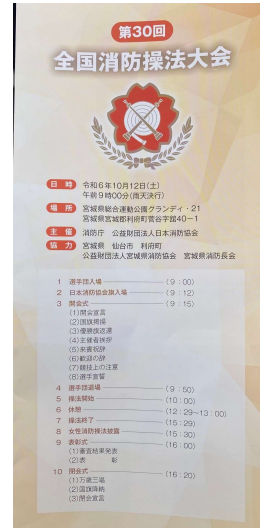 第30回
全国消防操法大会
日時 令和6年10月12日(土)
午前9時00分(雨天決行)
場所 宮城県総合運動公園グランディ・21
宮城県宮城郡利府町菅谷字舘40-1
主催 消防庁 公益財団法人日本消防協会
協力 宮城県 仙台市 利府町
公益財団法人宮城県消防協会 宮城県消防長会
1 選手団入場 (9:00)
2 日本消防協会旗入場 (9:12)
3 開会式 (9:15)
(1)開会宣言
(2)国旗掲揚
(3)優勝旗返還
(4)主催者挨拶
(5)来賓祝辞
(6)歓迎の辞
(7)競技上の注意
(8)選手宣誓
4 選手団退場 (9:50)
5 操法開始 (10:00)
6 休憩 (12:29~13:00)
7 操法終了 (15:29)
8 女性消防操法披露 (15:30)
9 表彰式 (16:00)
(1)審査結果発表
(2)表 彰
10 閉会式 (16:20)
(1)万歳三唱
(2)国旗降納
(3)閉会宣言